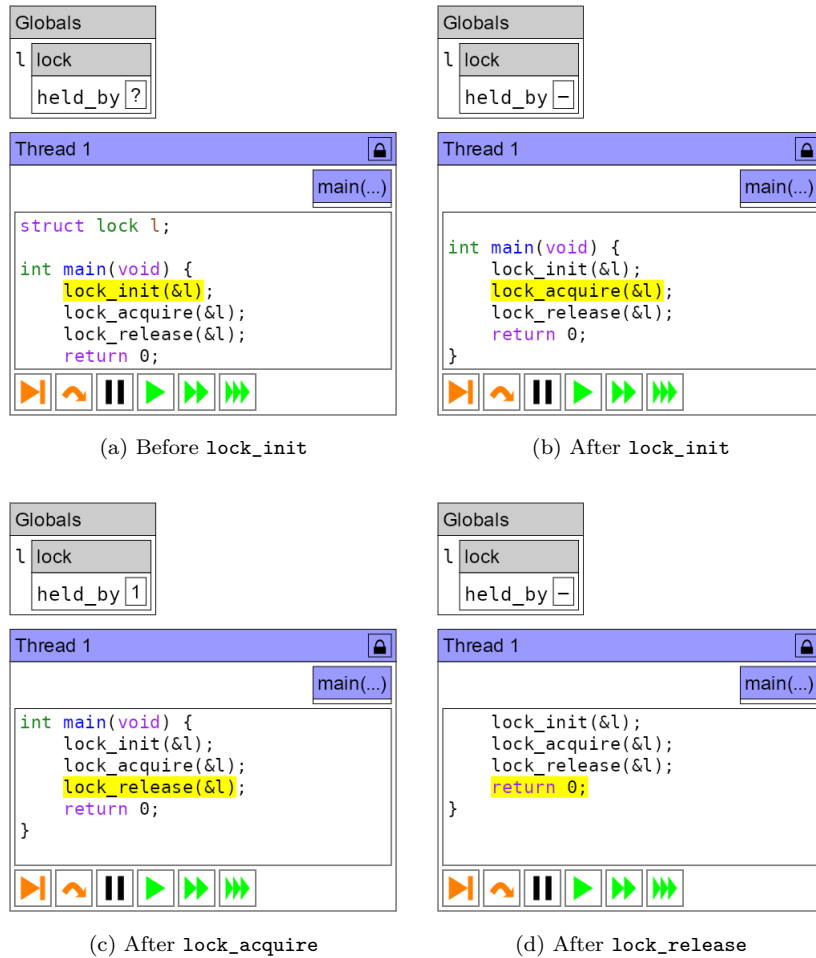 Globals
l lock
held_by ?
Thread 1
main(...)
struct lock l;
int main(void) {
lock_init(&l);
lock_acquire(&l);
lock_release(&l);
return 0;
(a) Before lock_init
Globals
l lock
held_by –
Thread 1
main(...)
int main(void) {
lock_init(&l);
lock_acquire(&l);
lock_release(&l);
return 0;
}
(b) After lock_init
Globals
l lock
held_by 1
Thread 1
main(...)
int main(void) {
lock_init(&l);
lock_acquire(&l);
lock_release(&l);
return 0;
}
(c) After lock_acquire
Globals
l lock
held_by –
Thread 1
main(...)
lock_init(&l);
lock_acquire(&l);
lock_release(&l);
return 0;
}
(d) After lock_release